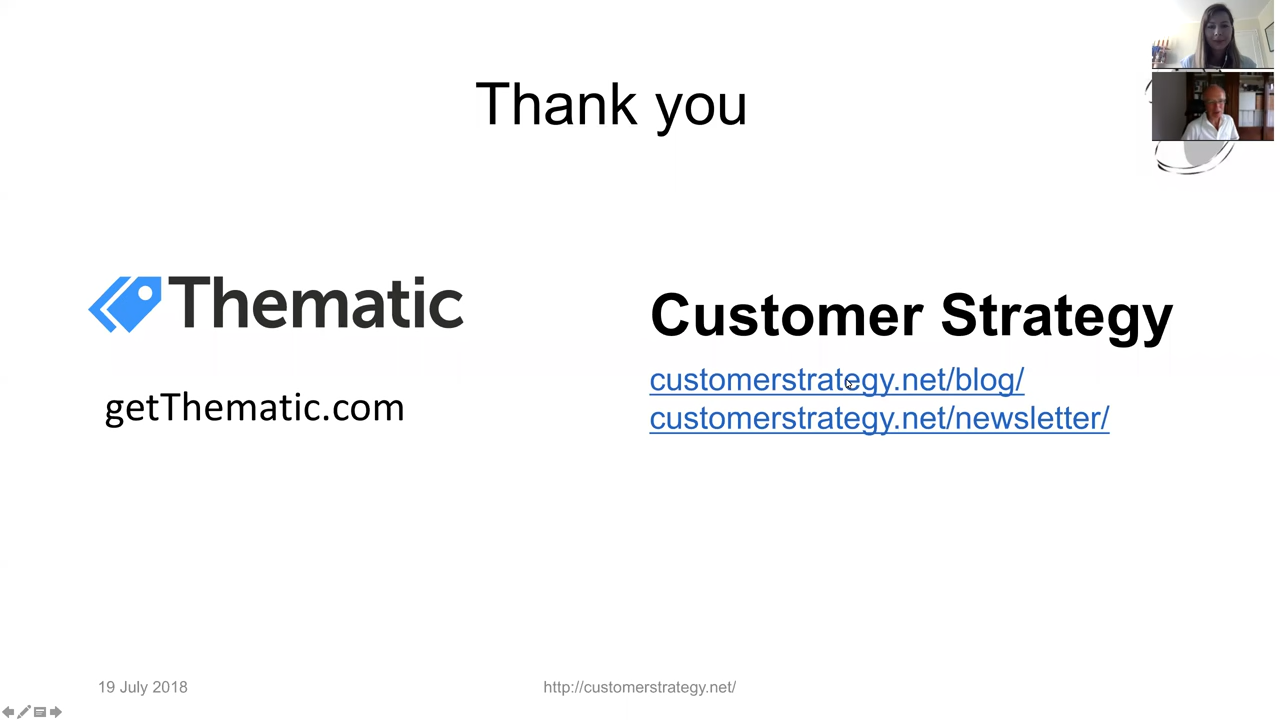 Thank you
Thematic
getThematic.com
Customer Strategy
customerstrategy.net/blog/
customerstrategy.net/newsletter/
19 July 2018
http://customerstrategy.net/